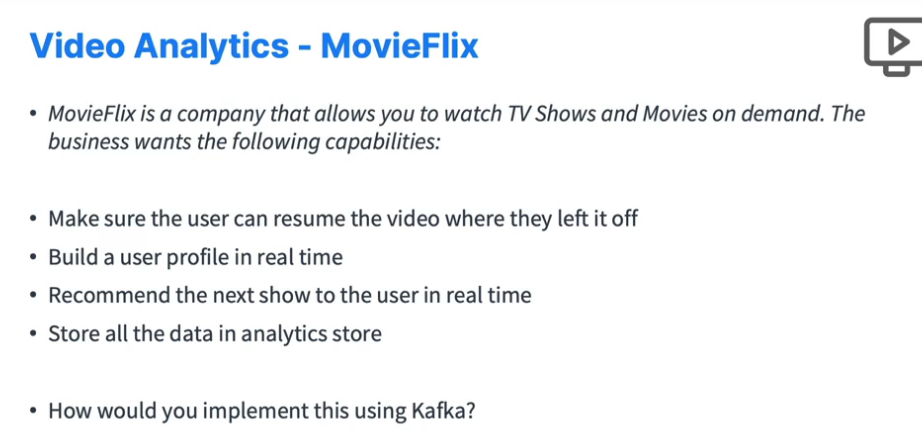 Video Analytics - MovieFlix
• MovieFlix is a company that allows you to watch TV Shows and Movies on demand. The
business wants the following capabilities:
• Make sure the user can resume the video where they left it off
• Build a user profile in real time
• Recommend the next show to the user in real time
• Store all the data in analytics store
• How would you implement this using Kafka?